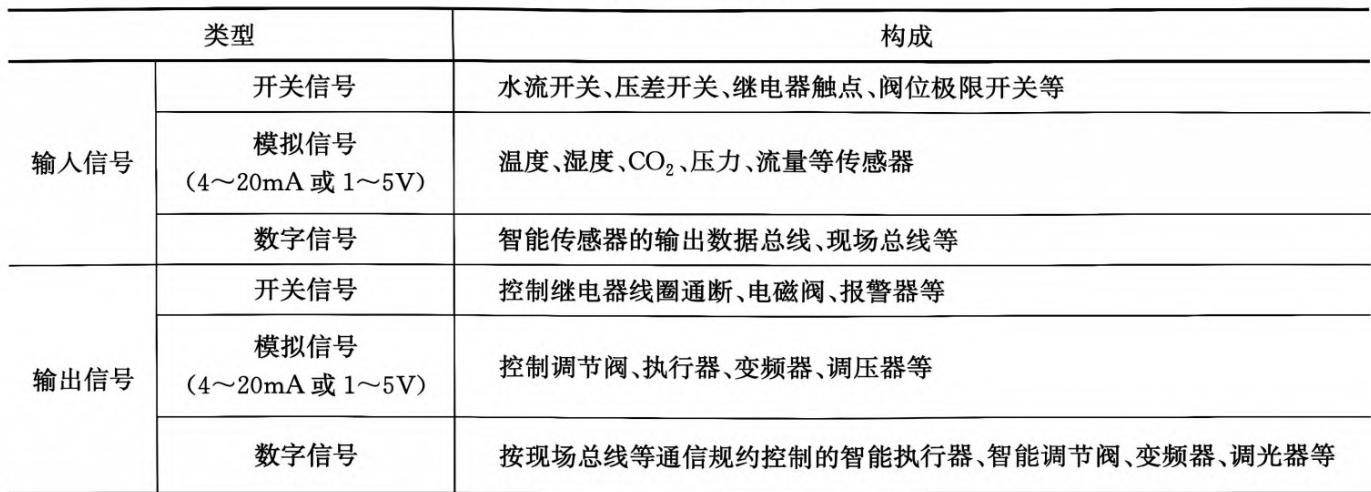 类型 构成
开关信号 水流开关、压差开关、继电器触点、阀位极限开关等
输人信号
模拟信号
(4～20mA 或 1～5V)
温度、湿度、CO₂、压力、流量等传感器
数字信号 智能传感器的输出数据总线、现场总线等
开关信号 控制继电器线圈通断、电磁阀、报警器等
输出信号
模拟信号
(4～20mA 或 1～5V)
控制调节阀、执行器、变频器、调压器等
数字信号 按现场总线等通信规约控制的智能执行器、智能调节阀、变频器、调光器等